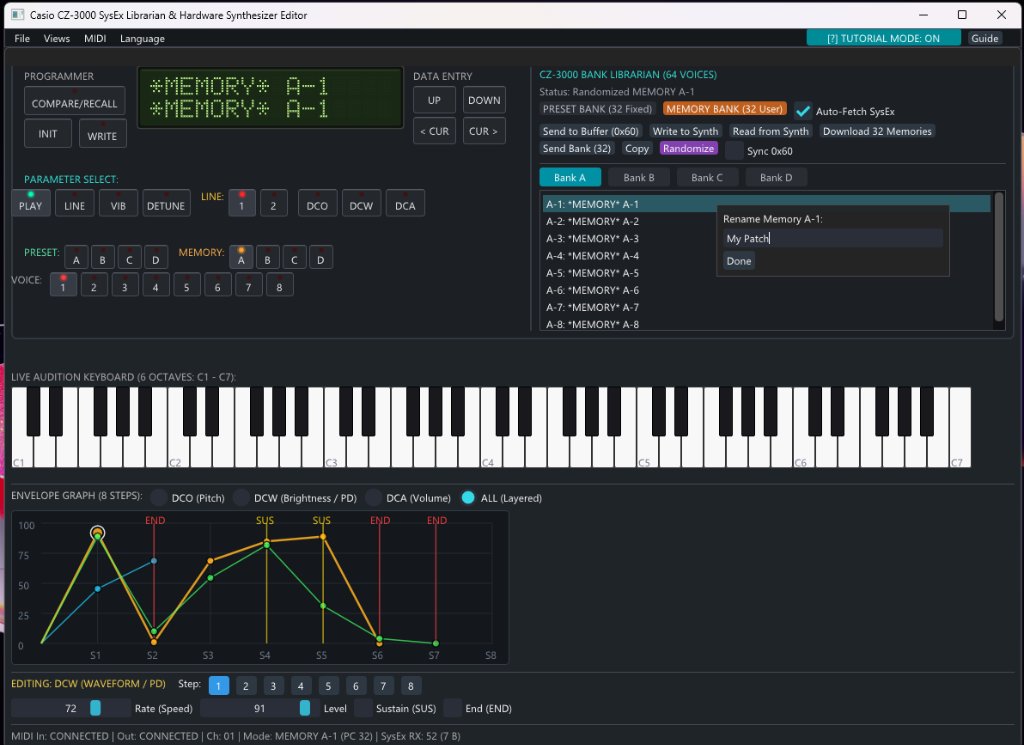 Casio CZ-3000 SysEx Librarian & Hardware Synthesizer Editor
File Views MIDI Language
[?] TUTORIAL MODE: ON Guide
PROGRAMMER
COMPARE/RECALL
INIT WRITE
*MEMORY* A-1
*MEMORY* A-1
DATA ENTRY
UP DOWN
< CUR CUR >
PARAMETER SELECT:
PLAY LINE VIB DETUNE LINE: 1 2 DCO DCW DCA
PRESET: A B C D MEMORY: A B C D
VOICE: 1 2 3 4 5 6 7 8
CZ-3000 BANK LIBRARIAN (64 VOICES)
Status: Randomized MEMORY A-1
PRESET BANK (32 Fixed) MEMORY BANK (32 User) Auto-Fetch SysEx
Send to Buffer (0x60) Write to Synth Read from Synth Download 32 Memories
Send Bank (32) Copy Randomize Sync 0x60
Bank A Bank B Bank C Bank D
A-1: *MEMORY* A-1
A-2: *MEMORY* A-2
A-3: *MEMORY* A-3
A-4: *MEMORY* A-4
A-5: *MEMORY* A-5
A-6: *MEMORY* A-6
A-7: *MEMORY* A-7
A-8: *MEMORY* A-8
Rename Memory A-1:
My Patch
Done
LIVE AUDITION KEYBOARD (6 OCTAVES: C1 - C7):
C1 C2 C3 C4 C5 C6 C7
ENVELOPE GRAPH (8 STEPS): DCO (Pitch) DCW (Brightness / PD) DCA (Volume) ALL (Layered)
END SUS SUS END END
100
75
50
25
0
S1 S2 S3 S4 S5 S6 S7 S8
EDITING: DCW (WAVEFORM / PD) Step: 1 2 3 4 5 6 7 8
72 Rate (Speed) 91 Level Sustain (SUS) End (END)
MIDI In: CONNECTED | Out: CONNECTED | Ch: 01 | Mode: MEMORY A-1 (PC 32) | SysEx RX: 52 (7 B)